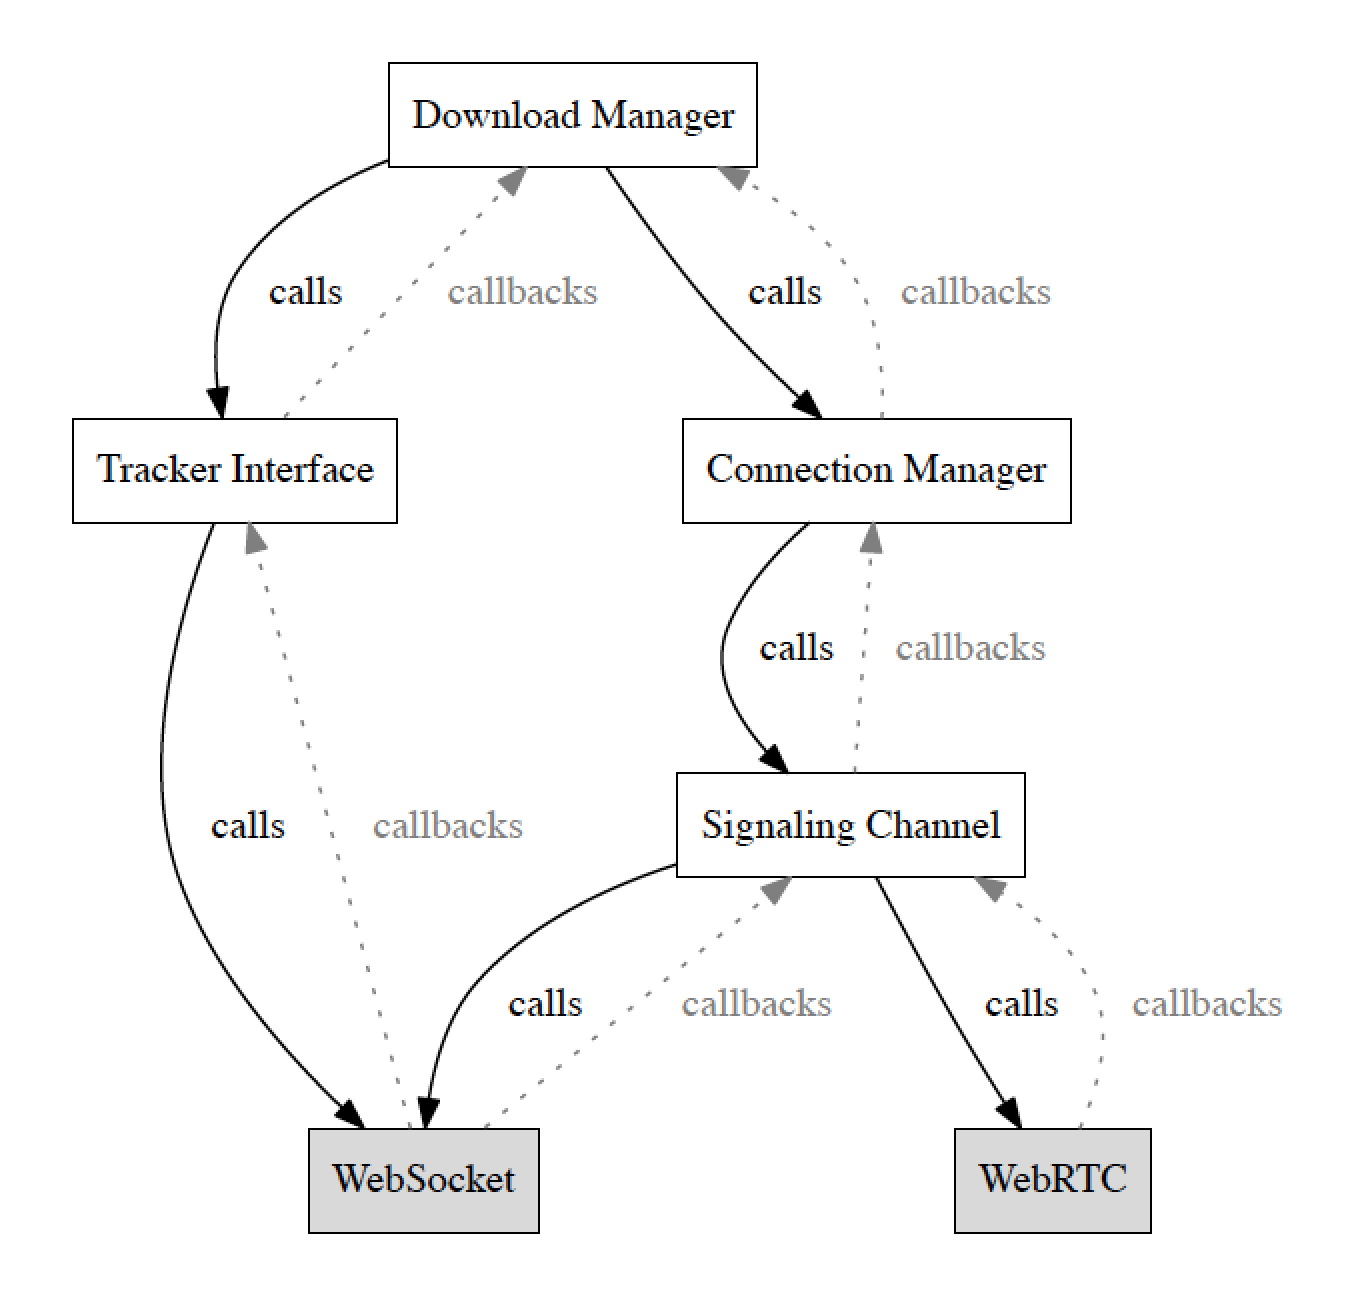 Download Manager
calls
callbacks
calls
callbacks
Tracker Interface
Connection Manager
calls
callbacks
calls
callbacks
Signaling Channel
calls
callbacks
calls
callbacks
WebSocket
WebRTC